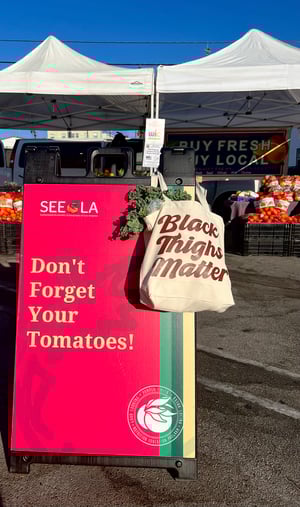 BUY FRESH
BUY LOCAL
SEE LA
Black
Thighs
Matter
Don't
Forget
Your
Tomatoes!